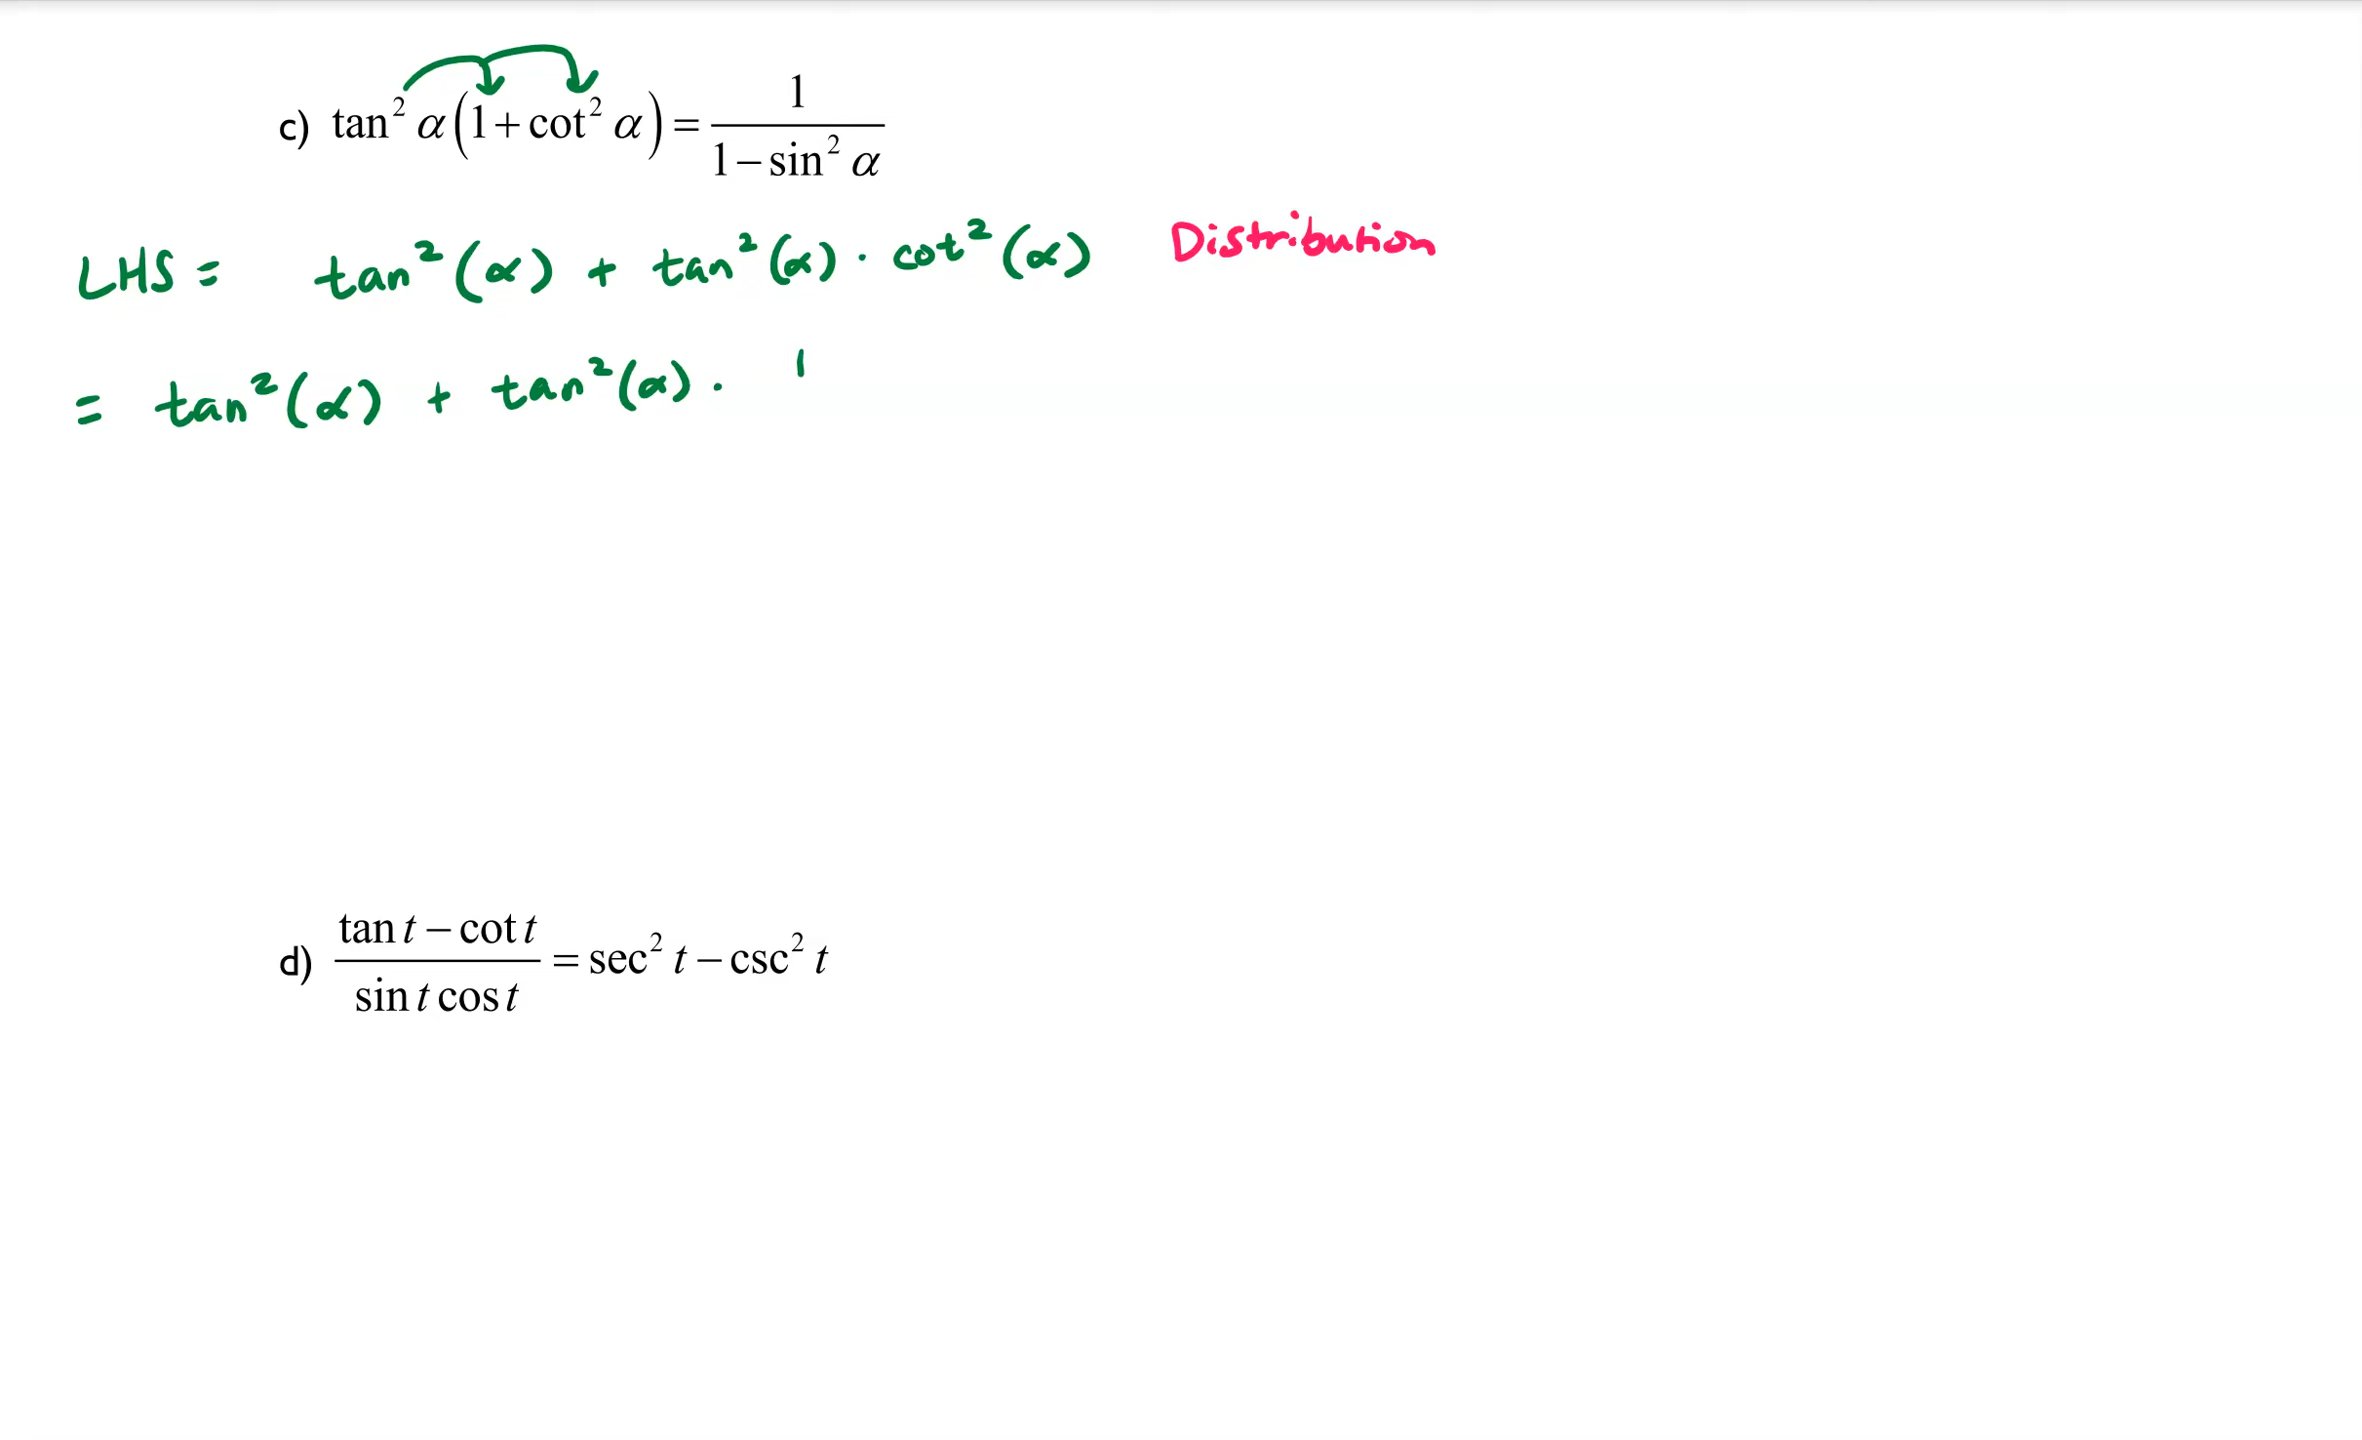 c) tan² α(1+cot² α) = 1/(1−sin² α)
LHS = tan²(α) + tan²(α) · cot²(α) Distribution
= tan²(α) + tan²(α) · 1
d) (tan t − cot t)/(sin t cos t) = sec² t − csc² t